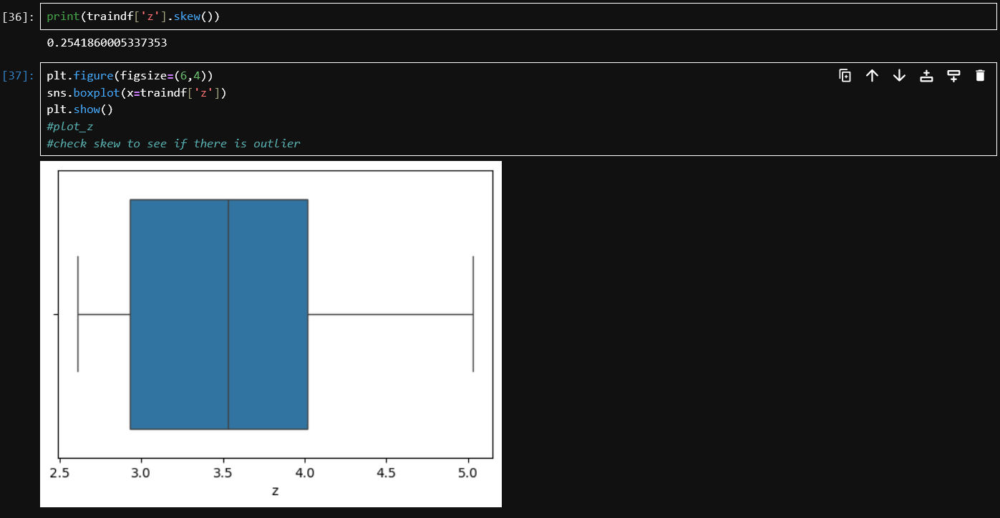 [36]: print(traindf['z'].skew())
0.2541860005337353
[37]: plt.figure(figsize=(6,4))
sns.boxplot(x=traindf['z'])
plt.show()
#plot_z
#check skew to see if there is outlier
2.5 3.0 3.5 4.0 4.5 5.0
z